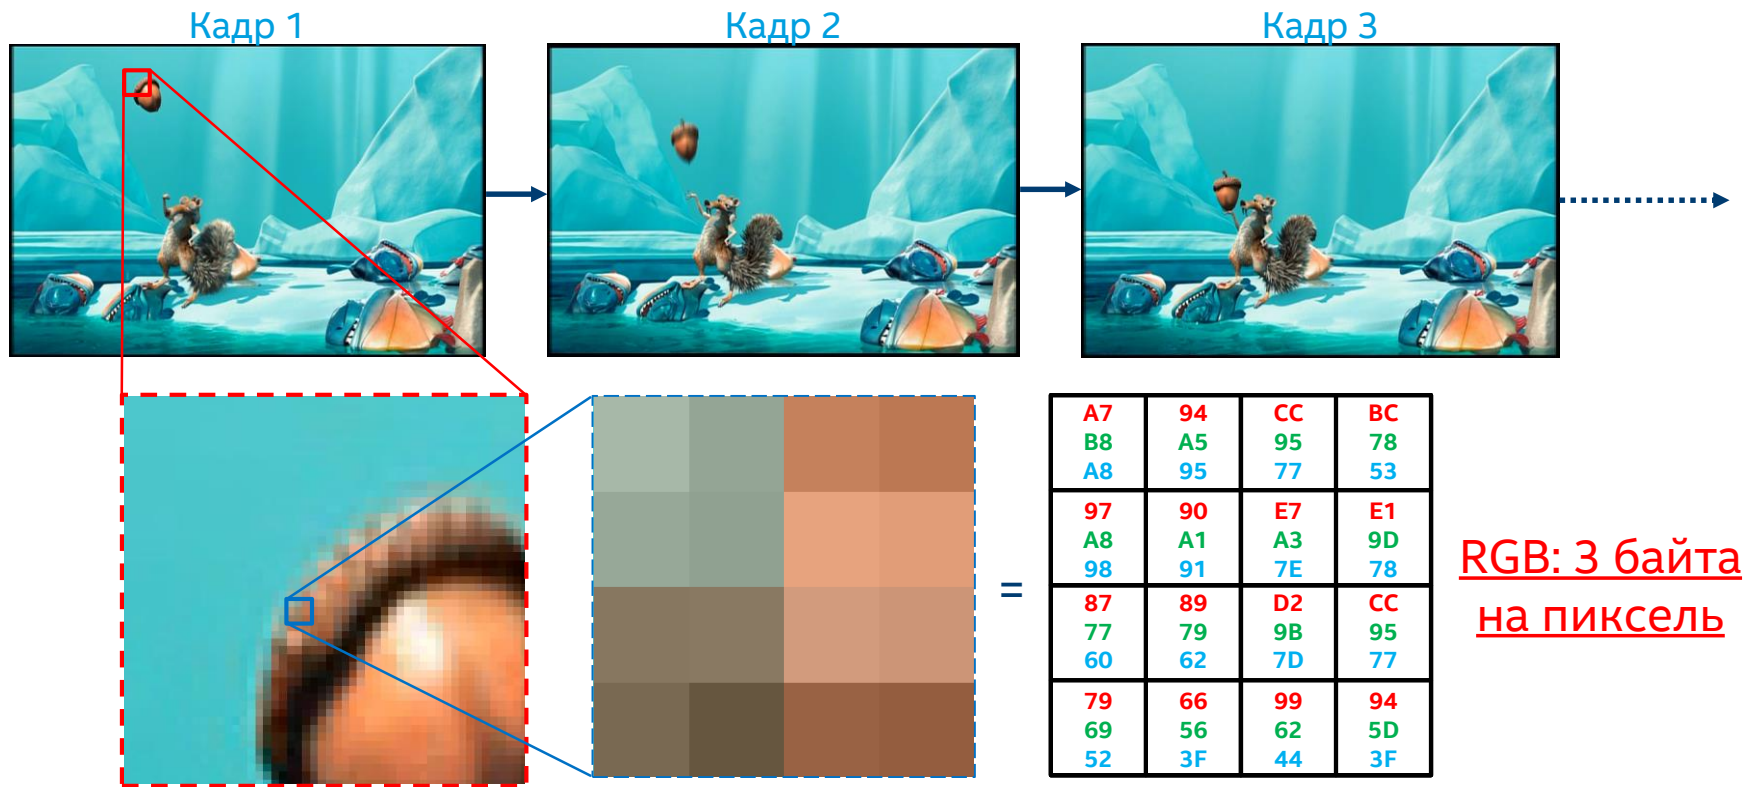 Кадр 1
Кадр 2
Кадр 3
A7 94 CC BC
B8 A5 95 78
A8 95 77 53
97 90 E7 E1
A8 A1 A3 9D
98 91 7E 78
87 89 D2 CC
77 79 9B 95
60 62 7D 77
79 66 99 94
69 56 62 5D
52 3F 44 3F
=
RGB: 3 байта
на пиксель